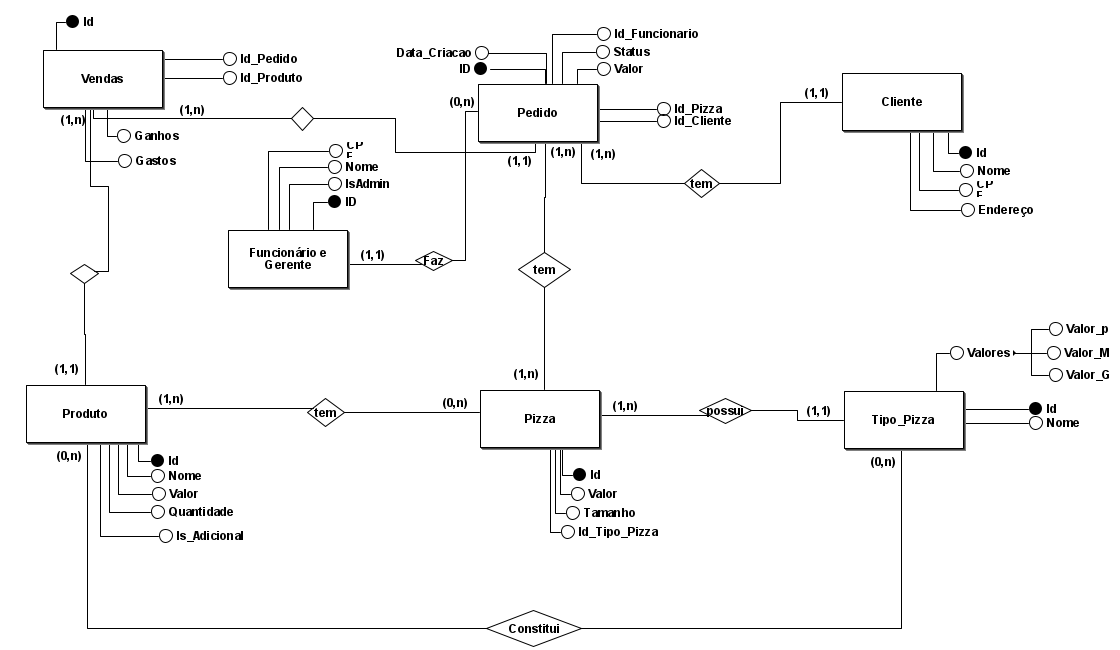 Id
Vendas
Id_Pedido
Id_Produto
(1,n)
(1,n)
Ganhos
Gastos
Data_Criacao
ID
Id_Funcionario
Status
Valor
(0,n)
Pedido
Id_Pizza
Id_Cliente
(1,1)
(1,n)
(1,n)
(1,1)
Cliente
tem
Id
Nome
CP
F
Endereço
CP
F
Nome
IsAdmin
ID
Funcionário e
Gerente
(1,1)
Faz
tem
(1,1)
(1,n)
Produto
(1,n)
tem
(0,n)
Pizza
(1,n)
possui
(1,1)
Tipo_Pizza
Valores
Valor_p
Valor_M
Valor_G
Id
Nome
(0,n)
(0,n)
Id
Nome
Valor
Quantidade
Is_Adicional
Id
Valor
Tamanho
Id_Tipo_Pizza
Constitui